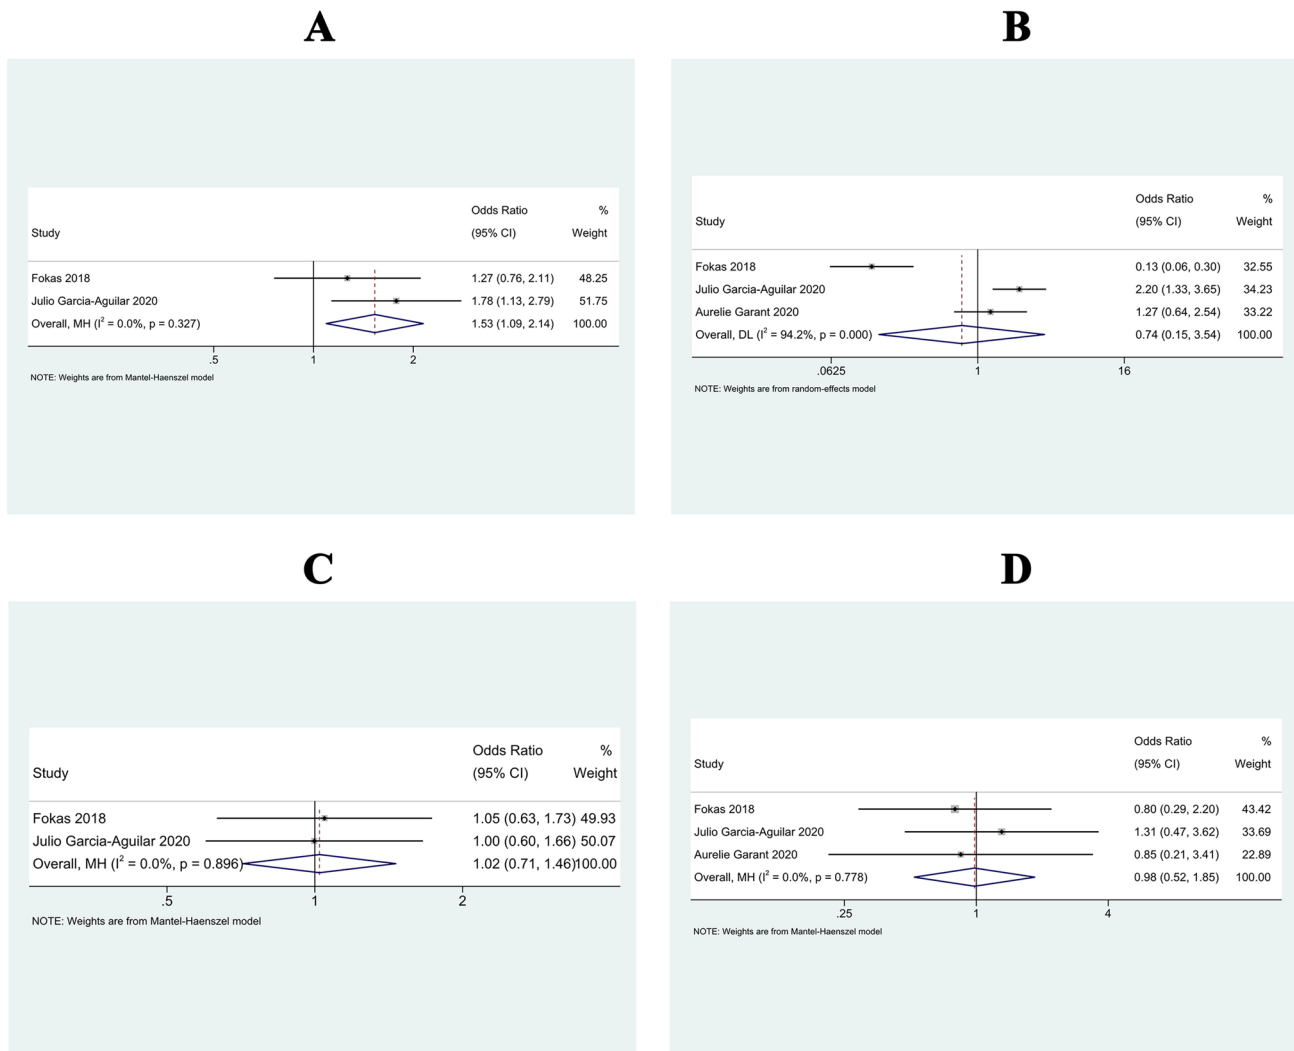 A
Odds Ratio %
Study (95% CI) Weight
Fokas 2018 1.27 (0.76, 2.11) 48.25
Julio Garcia-Aguilar 2020 1.78 (1.13, 2.79) 51.75
Overall, MH (I² = 0.0%, p = 0.327) 1.53 (1.09, 2.14) 100.00
.5 1 2
NOTE: Weights are from Mantel-Haenszel model
B
Odds Ratio %
Study (95% CI) Weight
Fokas 2018 0.13 (0.06, 0.30) 32.55
Julio Garcia-Aguilar 2020 2.20 (1.33, 3.65) 34.23
Aurelie Garant 2020 1.27 (0.64, 2.54) 33.22
Overall, DL (I² = 94.2%, p = 0.000) 0.74 (0.15, 3.54) 100.00
.0625 1 16
NOTE: Weights are from random-effects model
C
Odds Ratio %
Study (95% CI) Weight
Fokas 2018 1.05 (0.63, 1.73) 49.93
Julio Garcia-Aguilar 2020 1.00 (0.60, 1.66) 50.07
Overall, MH (I² = 0.0%, p = 0.896) 1.02 (0.71, 1.46) 100.00
.5 1 2
NOTE: Weights are from Mantel-Haenszel model
D
Odds Ratio %
Study (95% CI) Weight
Fokas 2018 0.80 (0.29, 2.20) 43.42
Julio Garcia-Aguilar 2020 1.31 (0.47, 3.62) 33.69
Aurelie Garant 2020 0.85 (0.21, 3.41) 22.89
Overall, MH (I² = 0.0%, p = 0.778) 0.98 (0.52, 1.85) 100.00
.25 1 4
NOTE: Weights are from Mantel-Haenszel model